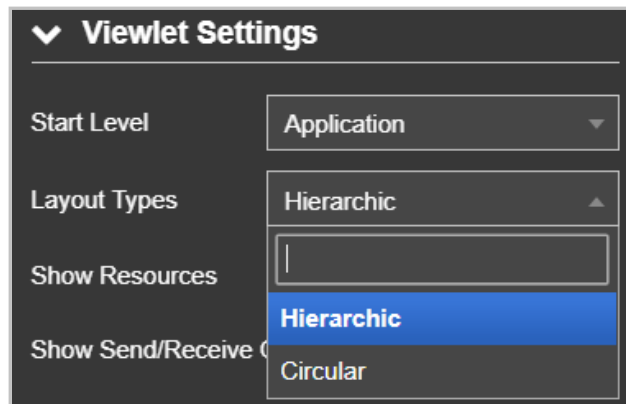 Viewlet Settings
Start Level Application
Layout Types Hierarchic
Show Resources
Hierarchic
Show Send/Receive
Circular